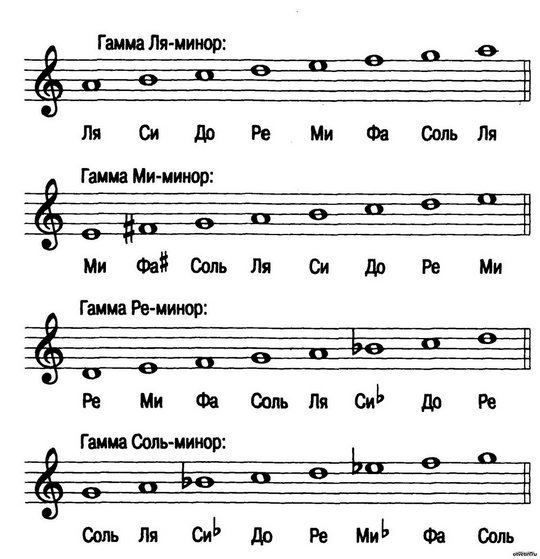 Гамма Ля-минор:
Ля Си До Ре Ми Фа Соль Ля
Гамма Ми-минор:
Ми Фа# Соль Ля Си До Ре Ми
Гамма Ре-минор:
Ре Ми Фа Соль Ля Си♭ До Ре
Гамма Соль-минор:
Соль Ля Си♭ До Ре Ми♭ Фа Соль